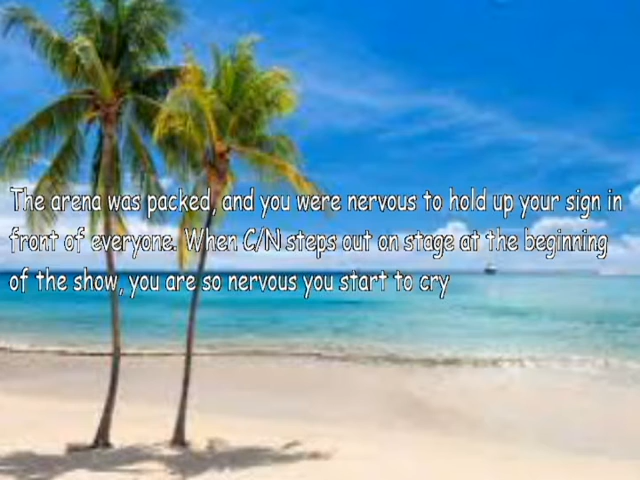 The arena was packed, and you were nervous to hold up your sign in
front of everyone. When C/N steps out on stage at the beginning
of the show, you are so nervous you start to cry